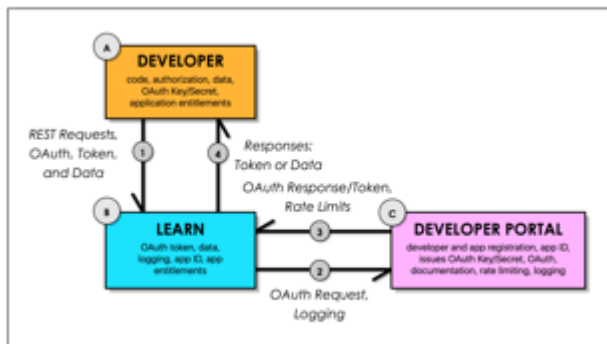 A
DEVELOPER
code, authorization, data,
OAuth Key/Secret,
application entitlements
REST Requests,
OAuth, Token,
and Data
1
4
Responses:
Token or Data
OAuth Response/Token,
Rate Limits
B
LEARN
OAuth token, data,
logging, app ID, app
entitlements
3
2
C
DEVELOPER PORTAL
developer and app registration, app ID,
issues OAuth Key/Secret, OAuth,
documentation, rate limiting, logging
OAuth Request,
Logging